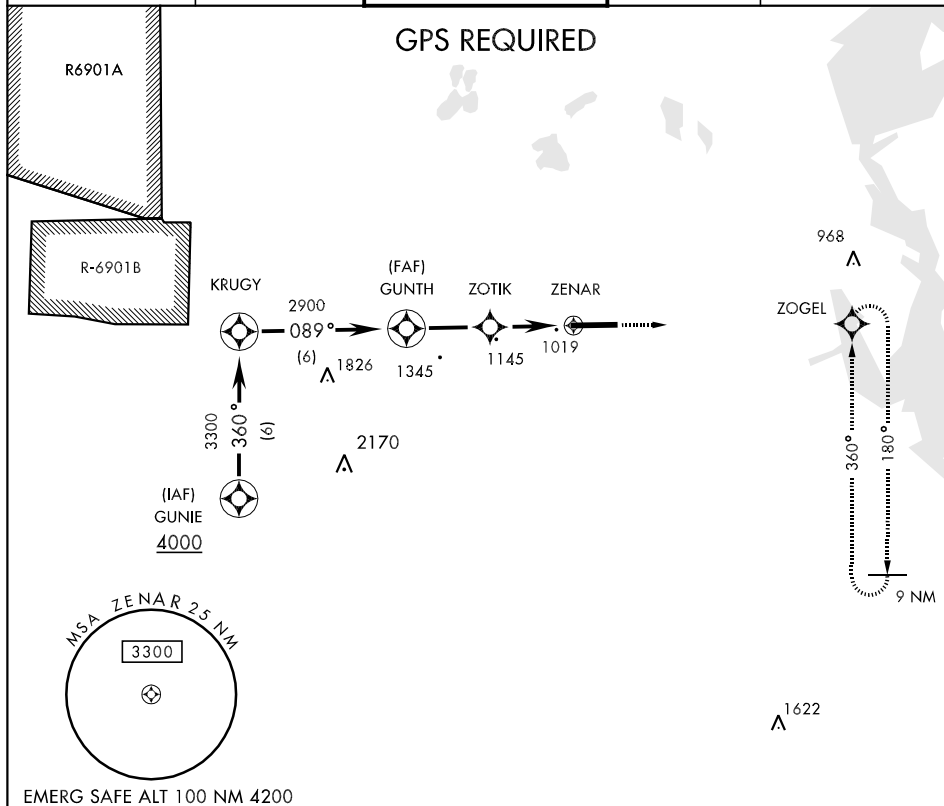 GPS REQUIRED
R6901A
R-6901B
968
KRUGY
(FAF)
GUNTH
ZOTIK
ZENAR
ZOGEL
2900
089°
(6)
1826
1345
1145
1019
3300
360°
(6)
2170
(IAF)
GUNIE
4000
360°
180°
9 NM
MSA ZENAR 25 NM
3300
1622
EMERG SAFE ALT 100 NM 4200